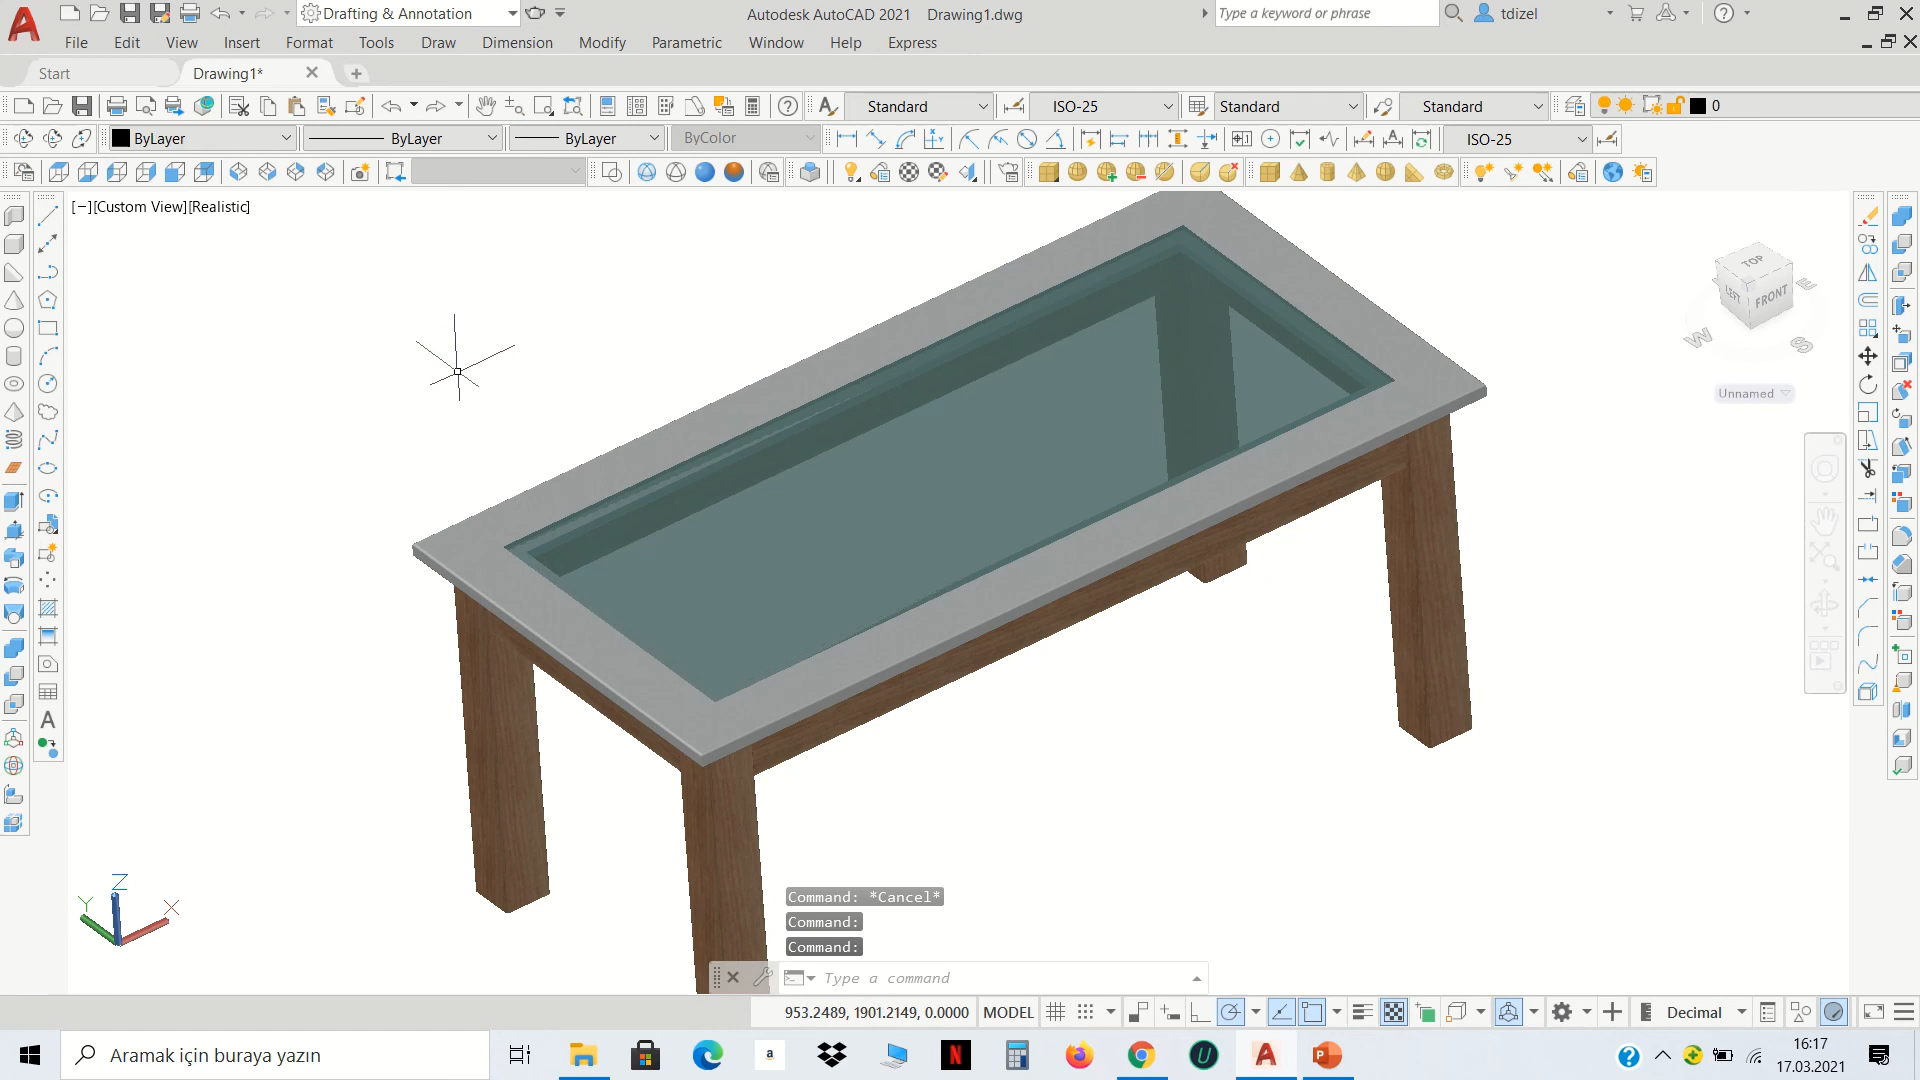 Drafting & Annotation
Autodesk AutoCAD 2021 Drawing1.dwg
Type a keyword or phrase
tdizel
File Edit View Insert Format Tools Draw Dimension Modify Parametric Window Help Express
Start
Drawing1*
Standard ISO-25 Standard Standard 0
ByLayer ByLayer ByLayer ByColor ISO-25
[−][Custom View][Realistic]
TOP
LEFT FRONT
W S E
Unnamed
A
Z
Y X
Command: *Cancel*
Command:
Command:
Type a command
953.2489, 1901.2149, 0.0000 MODEL Decimal
Aramak için buraya yazın
16:17
17.03.2021